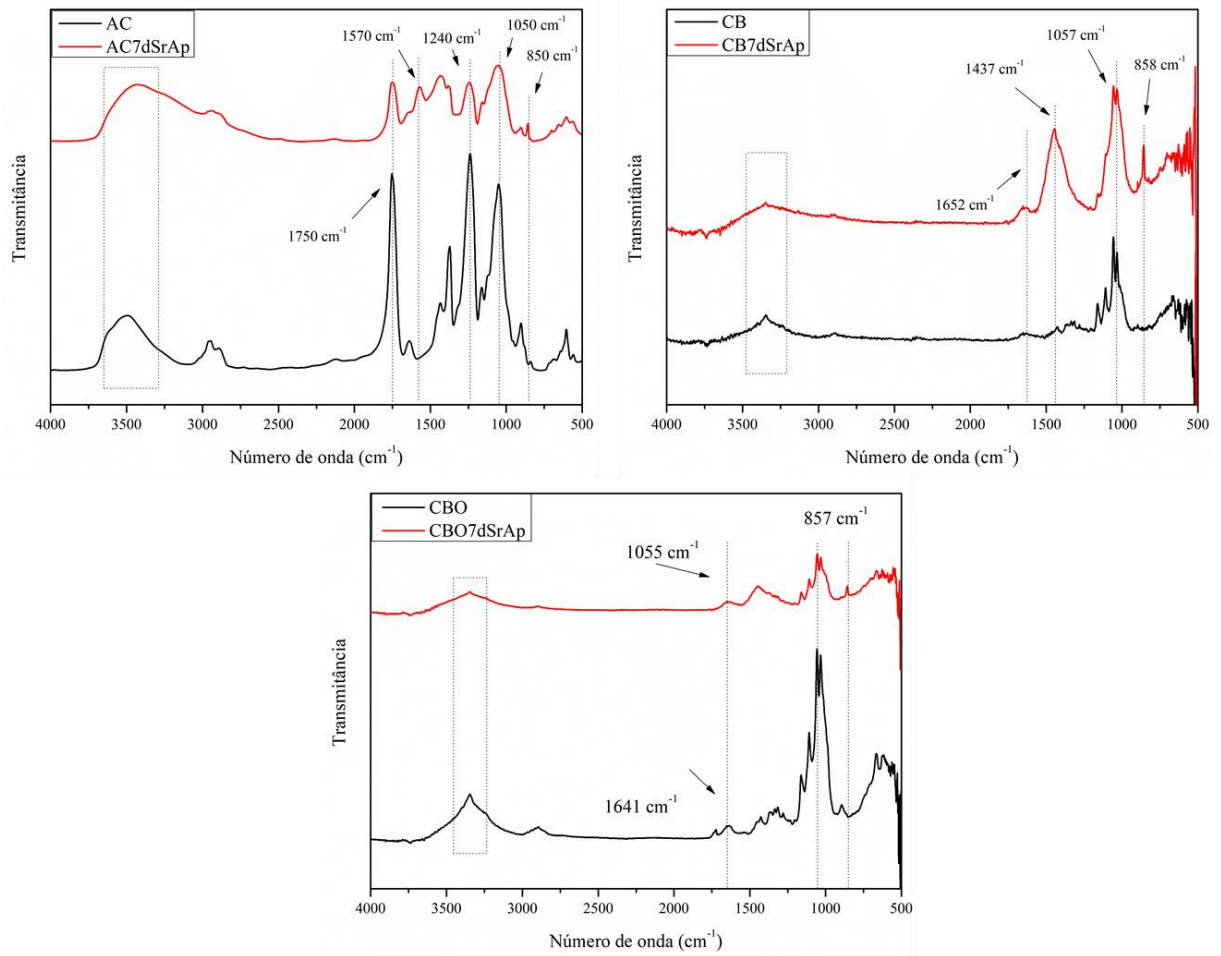 AC
AC7dSrAp
1570 cm⁻¹
1240 cm⁻¹
1050 cm⁻¹
850 cm⁻¹
1750 cm⁻¹
Transmitância
4000 3500 3000 2500 2000 1500 1000 500
Número de onda (cm⁻¹)
CB
CB7dSrAp
1437 cm⁻¹
1057 cm⁻¹
858 cm⁻¹
1652 cm⁻¹
Transmitância
4000 3500 3000 2500 2000 1500 1000 500
Número de onda (cm⁻¹)
CBO
CBO7dSrAp
857 cm⁻¹
1055 cm⁻¹
1641 cm⁻¹
Transmitância
4000 3500 3000 2500 2000 1500 1000 500
Número de onda (cm⁻¹)